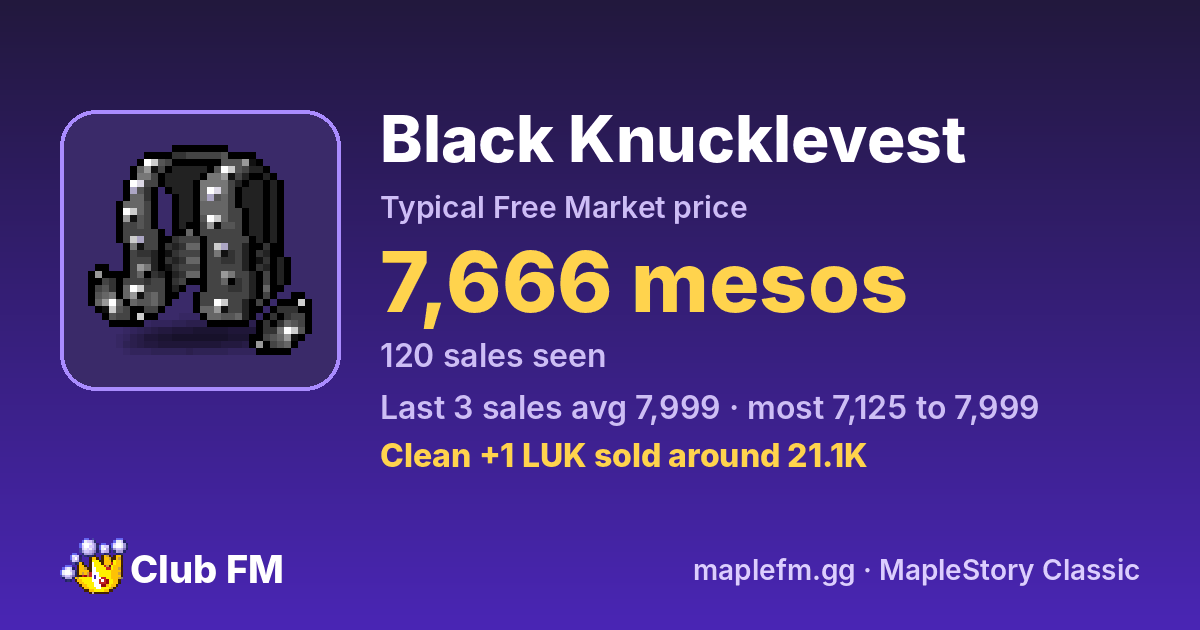 Black Knucklevest
Typical Free Market price
7,666 mesos
120 sales seen
Last 3 sales avg 7,999 · most 7,125 to 7,999
Clean +1 LUK sold around 21.1K
Club FM
maplefm.gg · MapleStory Classic